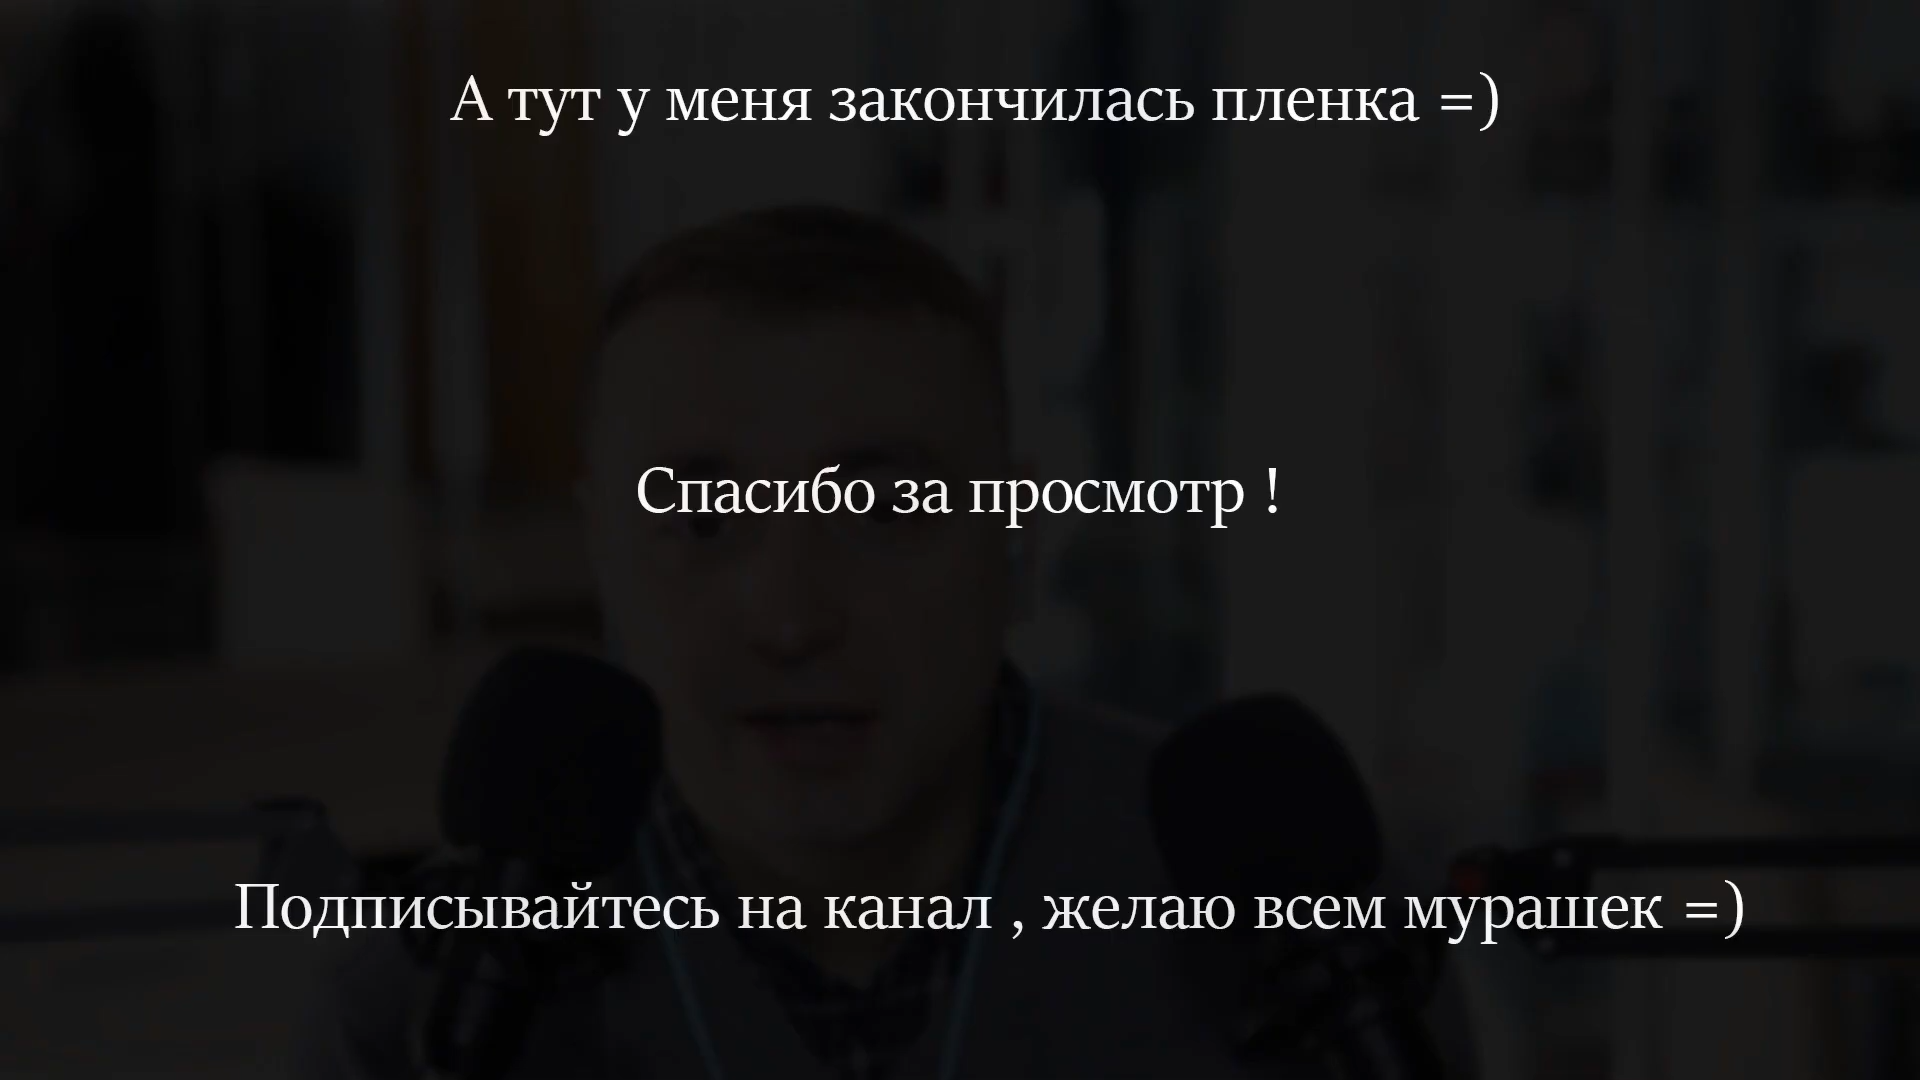 А тут у меня закончилась пленка =)
Спасибо за просмотр !
Подписывайтесь на канал , желаю всем мурашек =)